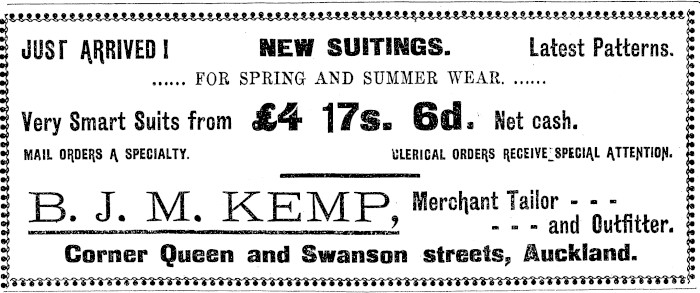 JUST ARRIVED! NEW SUITINGS. Latest Patterns.
...... FOR SPRING AND SUMMER WEAR. ......
Very Smart Suits from £4 17s. 6d. Net cash.
MAIL ORDERS A SPECIALTY. CLERICAL ORDERS RECEIVE SPECIAL ATTENTION.
B. J. M. KEMP, Merchant Tailor - - -
- - - and Outfitter.
Corner Queen and Swanson streets, Auckland.